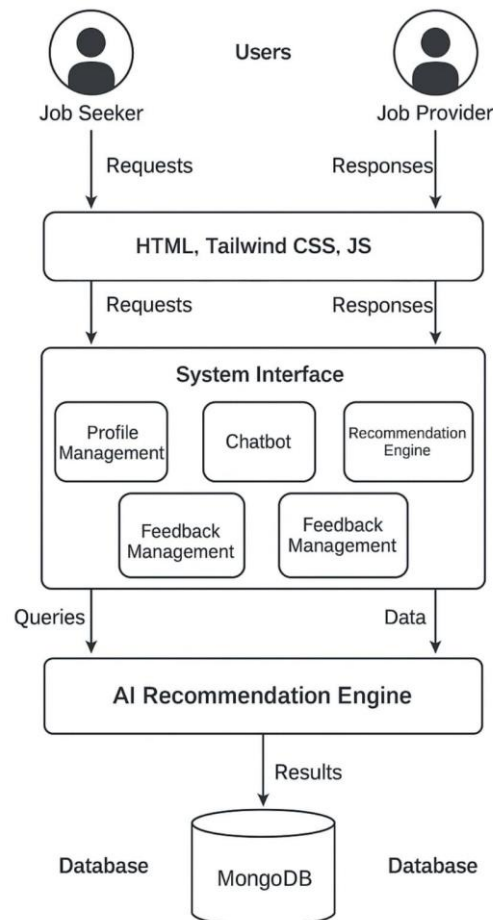 Users
Job Seeker
Job Provider
Requests
Responses
HTML, Tailwind CSS, JS
Requests
Responses
System Interface
Profile
Management
Chatbot
Recommendation
Engine
Feedback
Management
Feedback
Management
Queries
Data
AI Recommendation Engine
Results
Database
MongoDB
Database